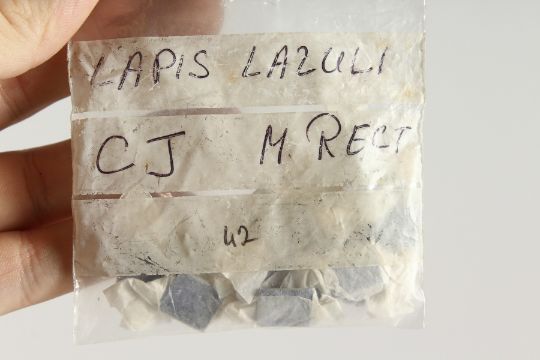 LAPIS LAZULI
CJ M. RECT
42